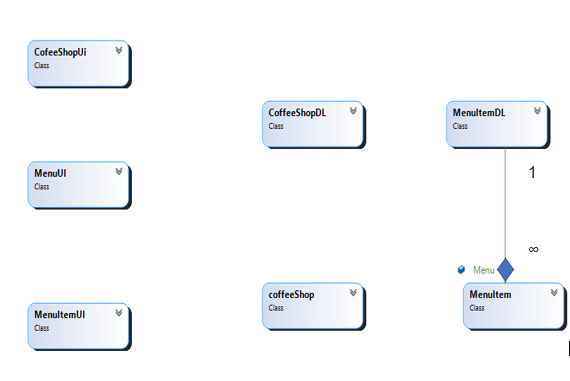 CofeeShopUi
Class
CoffeeShopDL
Class
MenuItemDL
Class
MenuUI
Class
1
∞
Menu
MenuItemUI
Class
coffeeShop
Class
MenuItem
Class